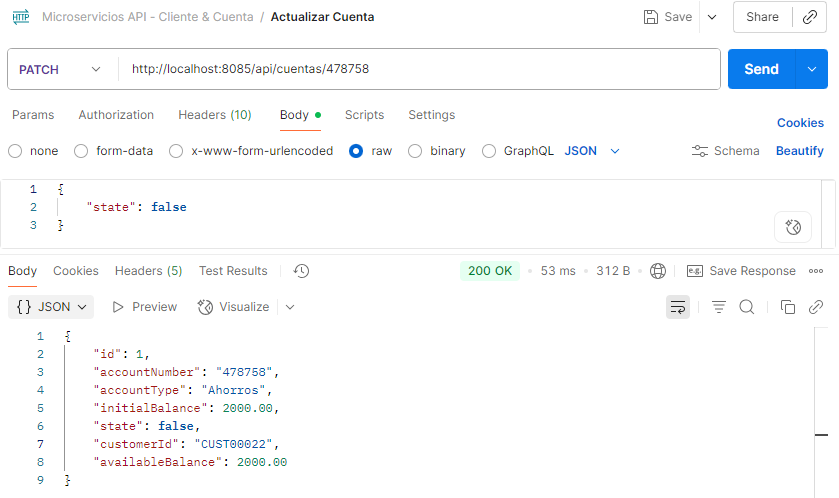 HTTP Microservicios API - Cliente & Cuenta / Actualizar Cuenta Save Share
PATCH http://localhost:8085/api/cuentas/478758 Send
Params Authorization Headers (10) Body Scripts Settings Cookies
none form-data x-www-form-urlencoded raw binary GraphQL JSON Schema Beautify
1 {
2 "state": false
3 }
Body Cookies Headers (5) Test Results 200 OK 53 ms 312 B e.g. Save Response
{} JSON Preview Visualize
1 {
2 "id": 1,
3 "accountNumber": "478758",
4 "accountType": "Ahorros",
5 "initialBalance": 2000.00,
6 "state": false,
7 "customerId": "CUST00022",
8 "availableBalance": 2000.00
9 }